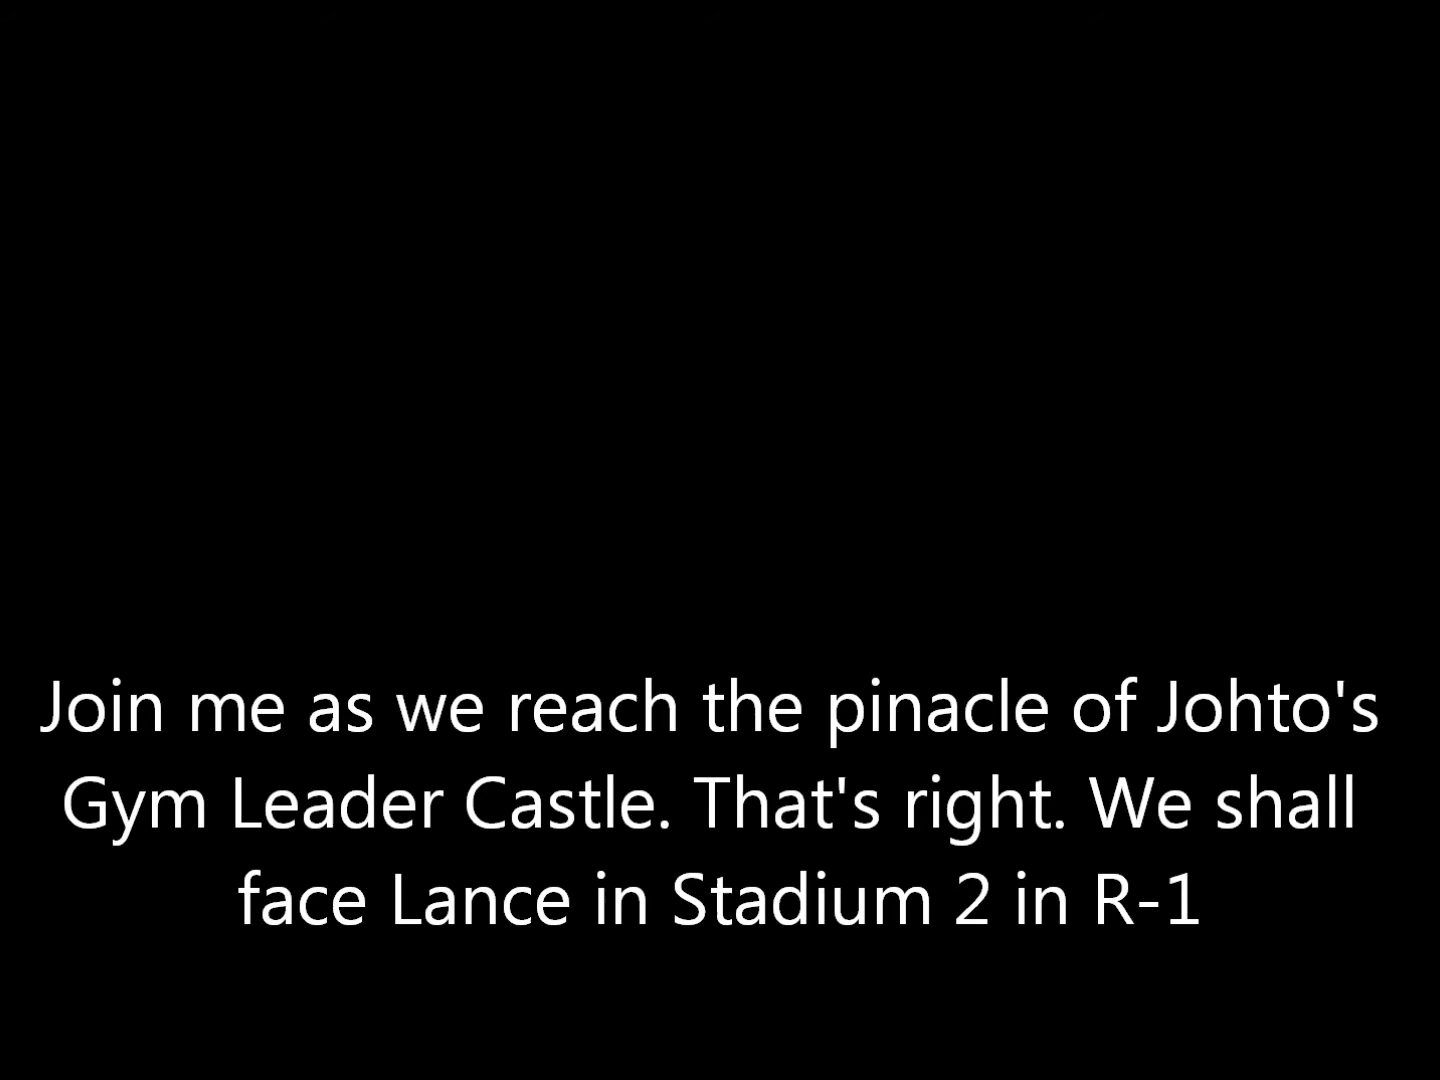 Join me as we reach the pinacle of Johto's
Gym Leader Castle. That's right. We shall
face Lance in Stadium 2 in R-1